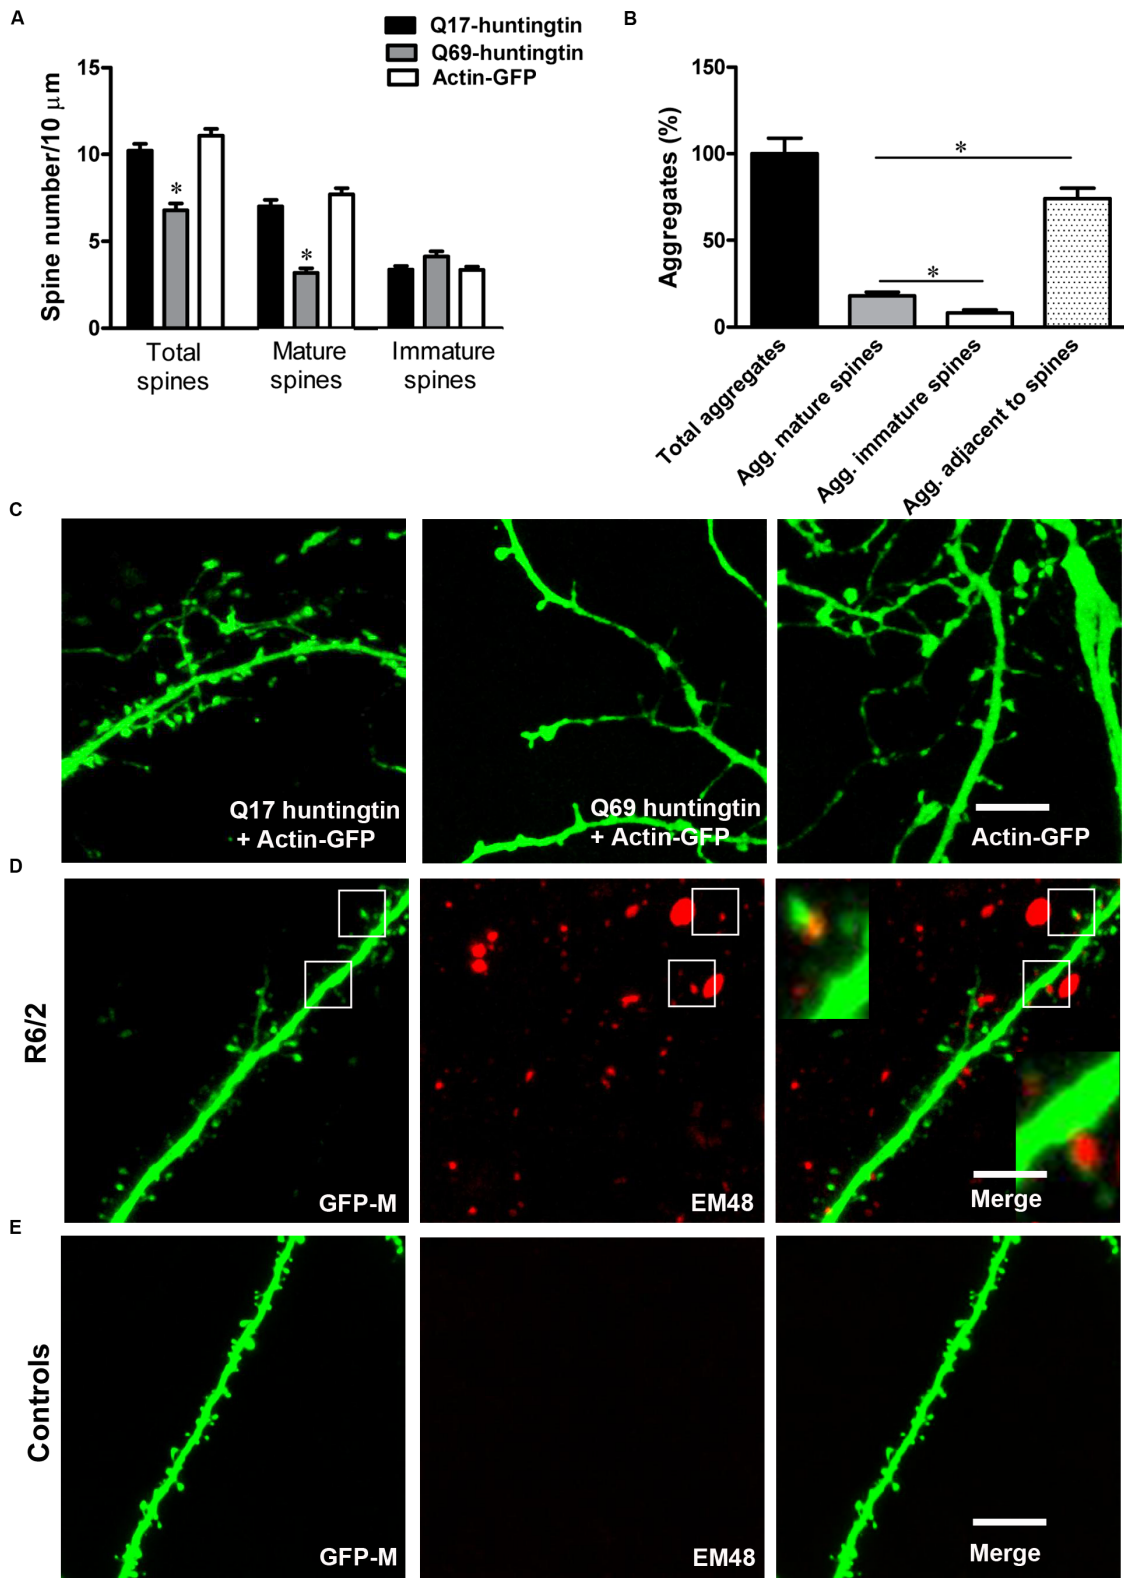 A
Q17-huntingtin
Q69-huntingtin
Actin-GFP
Spine number/10 μm
15
10
5
0
*
*
Total spines
Mature spines
Immature spines
B
Aggregates (%)
150
100
50
0
*
*
Total aggregates
Agg. mature spines
Agg. immature spines
Agg. adjacent to spines
C
Q17 huntingtin
+ Actin-GFP
Q69 huntingtin
+ Actin-GFP
Actin-GFP
D
R6/2
GFP-M
EM48
Merge
E
Controls
GFP-M
EM48
Merge